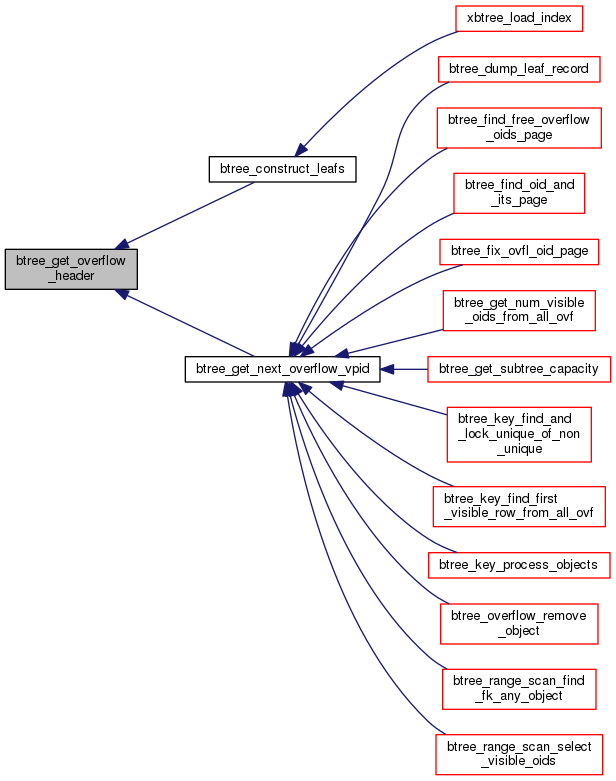 xbtree_load_index
btree_dump_leaf_record
btree_find_free_overflow
_oids_page
btree_construct_leafs
btree_find_oid_and
_its_page
btree_get_overflow
_header
btree_fix_ovfl_oid_page
btree_get_num_visible
_oids_from_all_ovf
btree_get_next_overflow_vpid
btree_get_subtree_capacity
btree_key_find_and
_lock_unique_of_non
_unique
btree_key_find_first
_visible_row_from_all_ovf
btree_key_process_objects
btree_overflow_remove
_object
btree_range_scan_find
_fk_any_object
btree_range_scan_select
_visible_oids